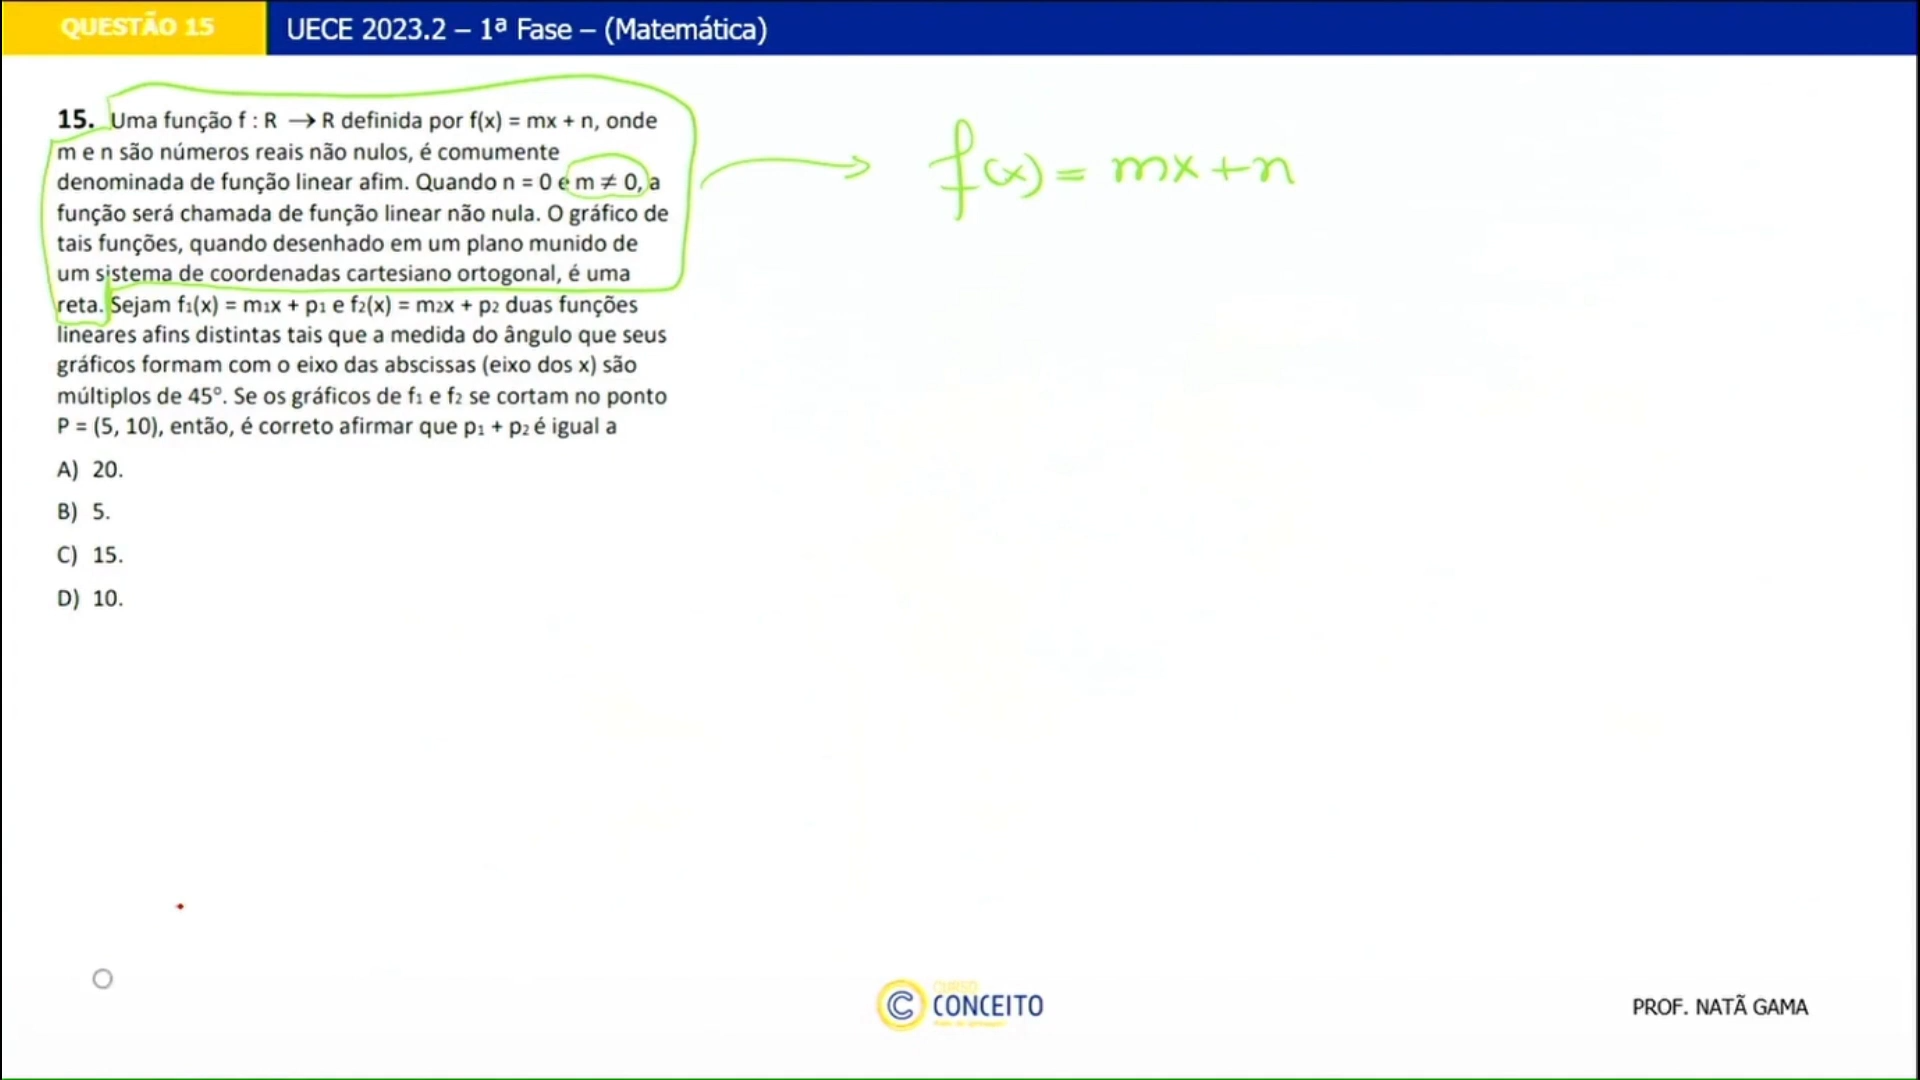 QUESTÃO 15
UECE 2023.2 – 1ª Fase – (Matemática)
15. Uma função f : R → R definida por f(x) = mx + n, onde
m e n são números reais não nulos, é comumente
denominada de função linear afim. Quando n = 0 e m ≠ 0, a
função será chamada de função linear não nula. O gráfico de
tais funções, quando desenhado em um plano munido de
um sistema de coordenadas cartesiano ortogonal, é uma
reta. Sejam f₁(x) = m₁x + p₁ e f₂(x) = m₂x + p₂ duas funções
lineares afins distintas tais que a medida do ângulo que seus
gráficos formam com o eixo das abscissas (eixo dos x) são
múltiplos de 45°. Se os gráficos de f₁ e f₂ se cortam no ponto
P = (5, 10), então, é correto afirmar que p₁ + p₂ é igual a
A) 20.
B) 5.
C) 15.
D) 10.
f(x) = mx + n
CURSO
CONCEITO
PROF. NATÃ GAMA